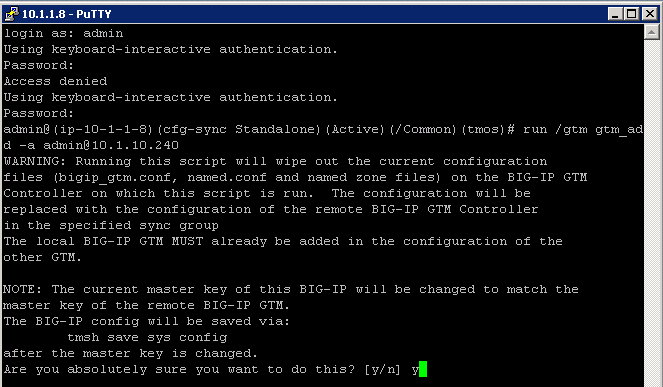 10.1.1.8 - PuTTY
login as: admin
Using keyboard-interactive authentication.
Password:
Access denied
Using keyboard-interactive authentication.
Password:
admin@(ip-10-1-1-8)(cfg-sync Standalone)(Active)(/Common)(tmos)# run /gtm gtm_ad
d -a admin@10.1.10.240
WARNING: Running this script will wipe out the current configuration
files (bigip_gtm.conf, named.conf and named zone files) on the BIG-IP GTM
Controller on which this script is run.  The configuration will be
replaced with the configuration of the remote BIG-IP GTM Controller
in the specified sync group
The local BIG-IP GTM MUST already be added in the configuration of the
other GTM.
NOTE: The current master key of this BIG-IP will be changed to match the
master key of the remote BIG-IP GTM.
The BIG-IP config will be saved via:
        tmsh save sys config
after the master key is changed.
Are you absolutely sure you want to do this? [y/n] y